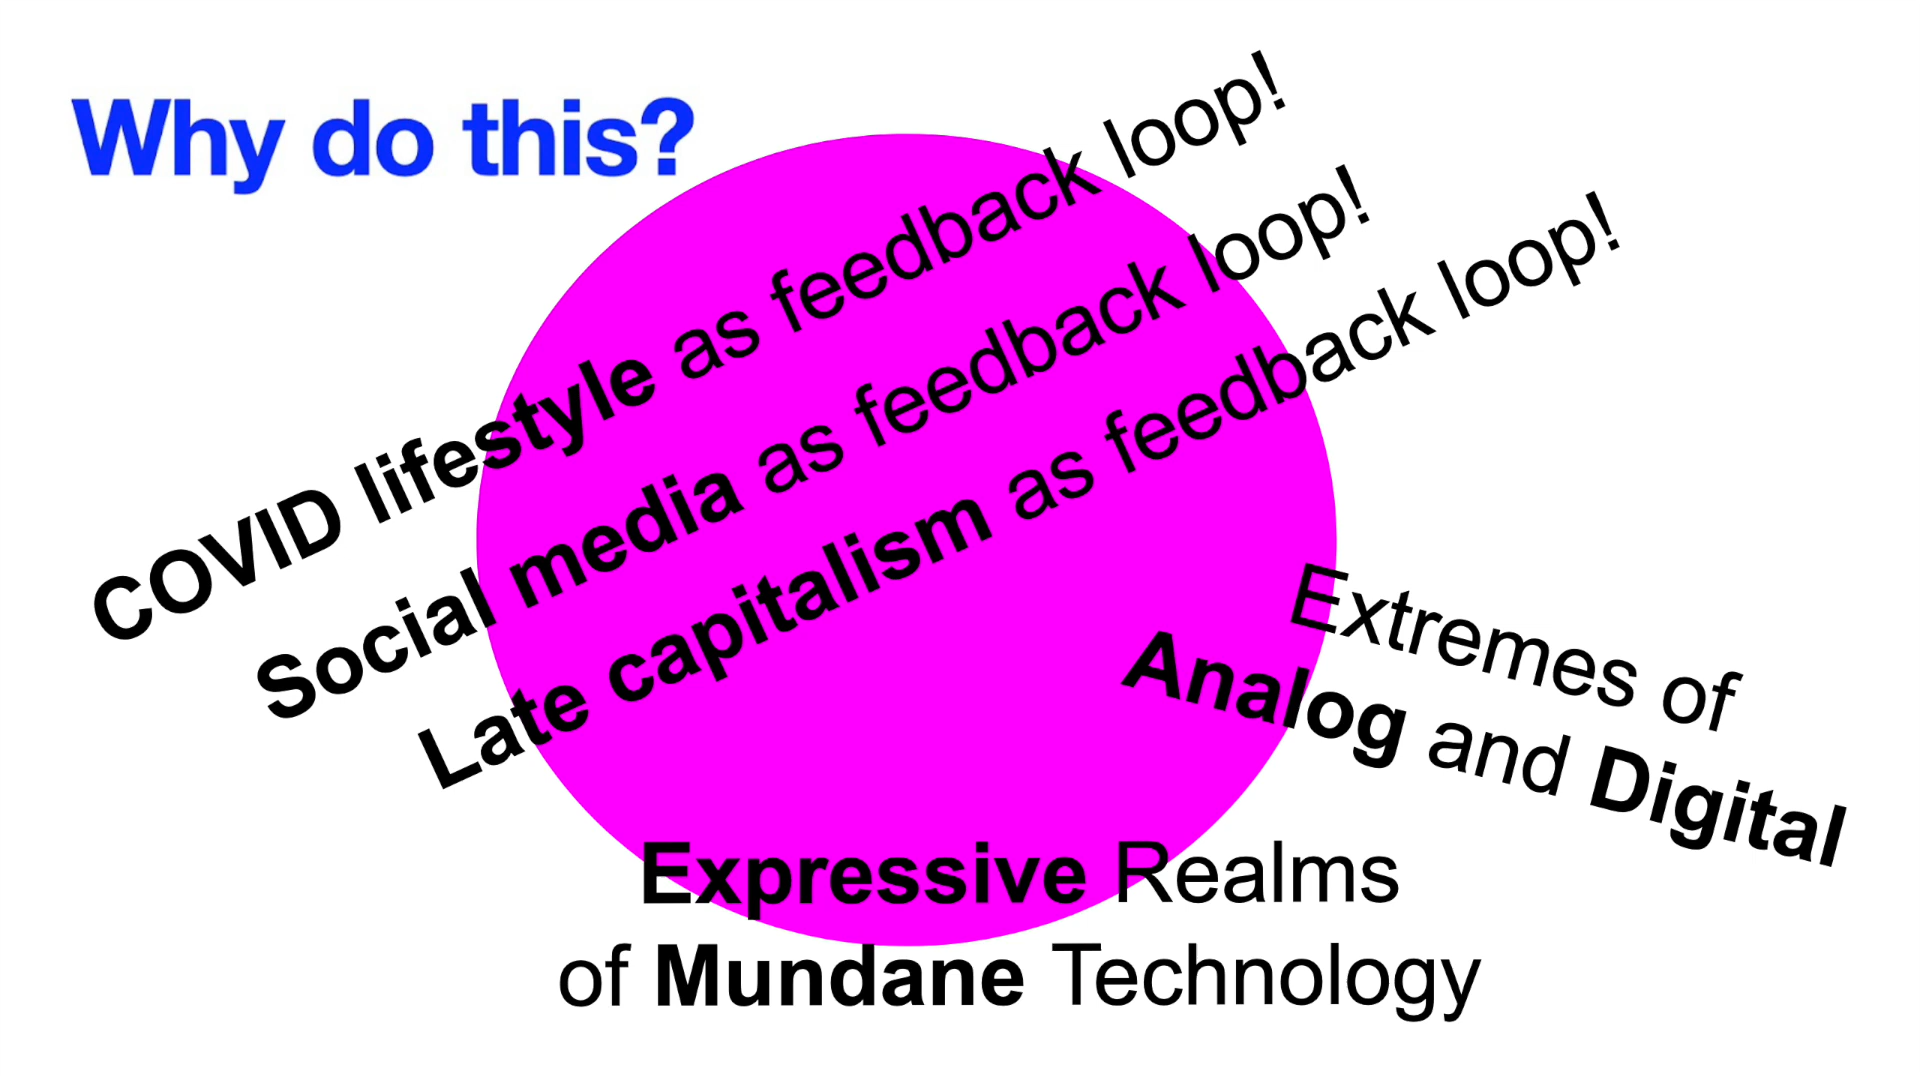 Why do this?
COVID lifestyle as feedback loop!
Social media as feedback loop!
Late capitalism as feedback loop!
Extremes of
Analog and Digital
Expressive Realms
of Mundane Technology